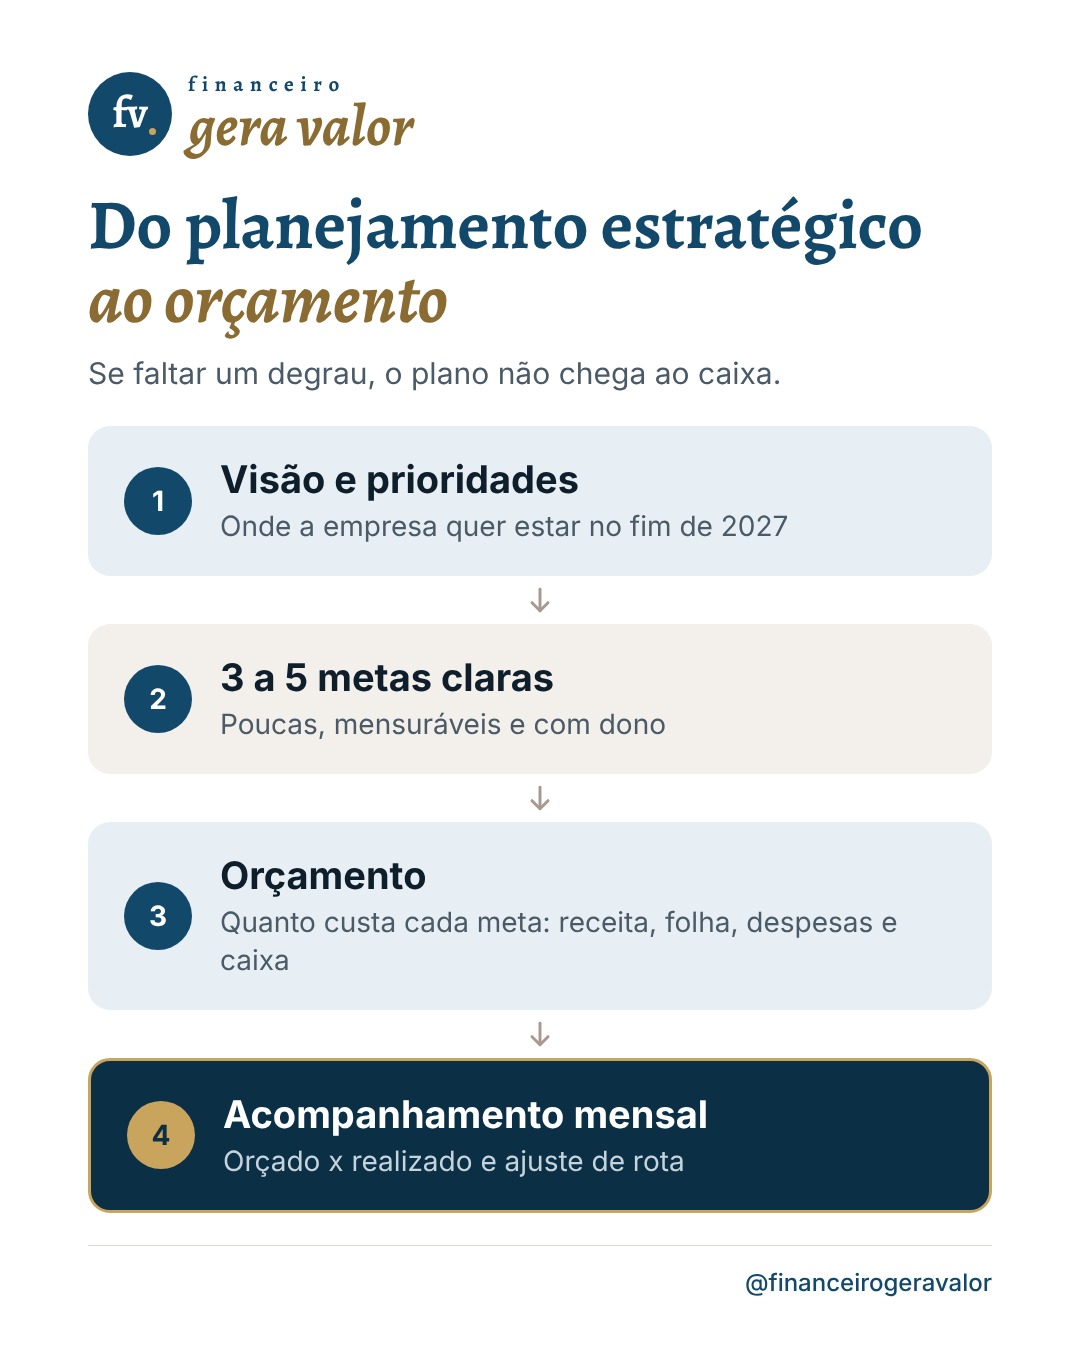 fv.
financeiro
gera valor
Do planejamento estratégico
ao orçamento
Se faltar um degrau, o plano não chega ao caixa.
1
Visão e prioridades
Onde a empresa quer estar no fim de 2027
↓
2
3 a 5 metas claras
Poucas, mensuráveis e com dono
↓
3
Orçamento
Quanto custa cada meta: receita, folha, despesas e
caixa
↓
4
Acompanhamento mensal
Orçado x realizado e ajuste de rota
@financeirogeravalor